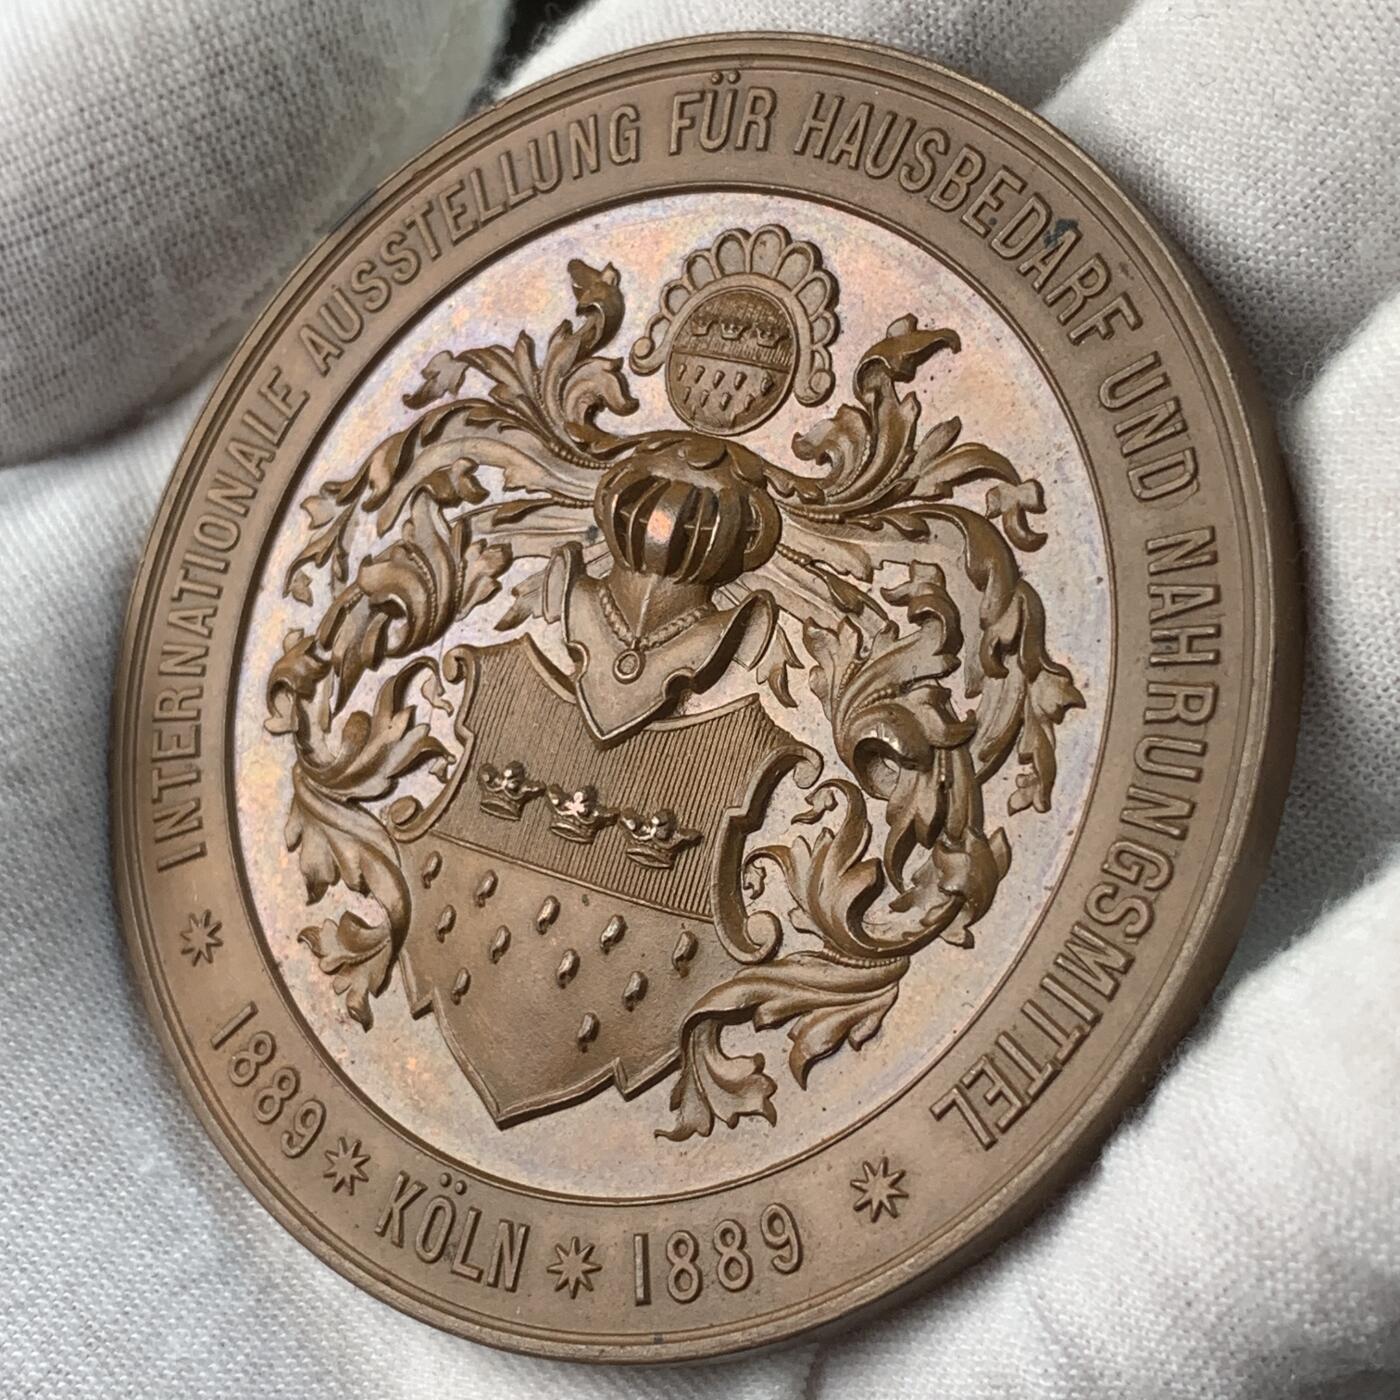 INTERNATIONALE AUSSTELLUNG FÜR HAUSBEDARF UND NAHRUNGSMITTEL
1889 * KÖLN * 1889